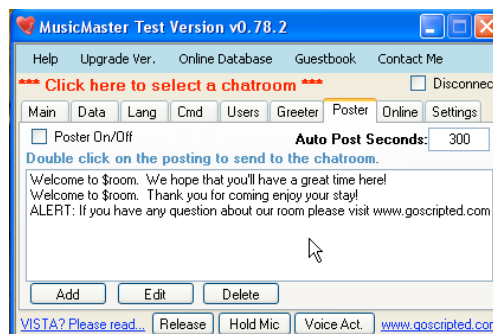 MusicMaster Test Version v0.78.2
Help Upgrade Ver. Online Database Guestbook Contact Me
*** Click here to select a chatroom *** Disconnec
Main Data Lang Cmd Users Greeter Poster Online Settings
Poster On/Off Auto Post Seconds: 300
Double click on the posting to send to the chatroom.
Welcome to $room. We hope that you'll have a great time here!
Welcome to $room. Thank you for coming enjoy your stay!
ALERT: If you have any question about our room please visit www.goscripted.com
Add Edit Delete
VISTA? Please read... Release Hold Mic Voice Act. www.goscripted.com